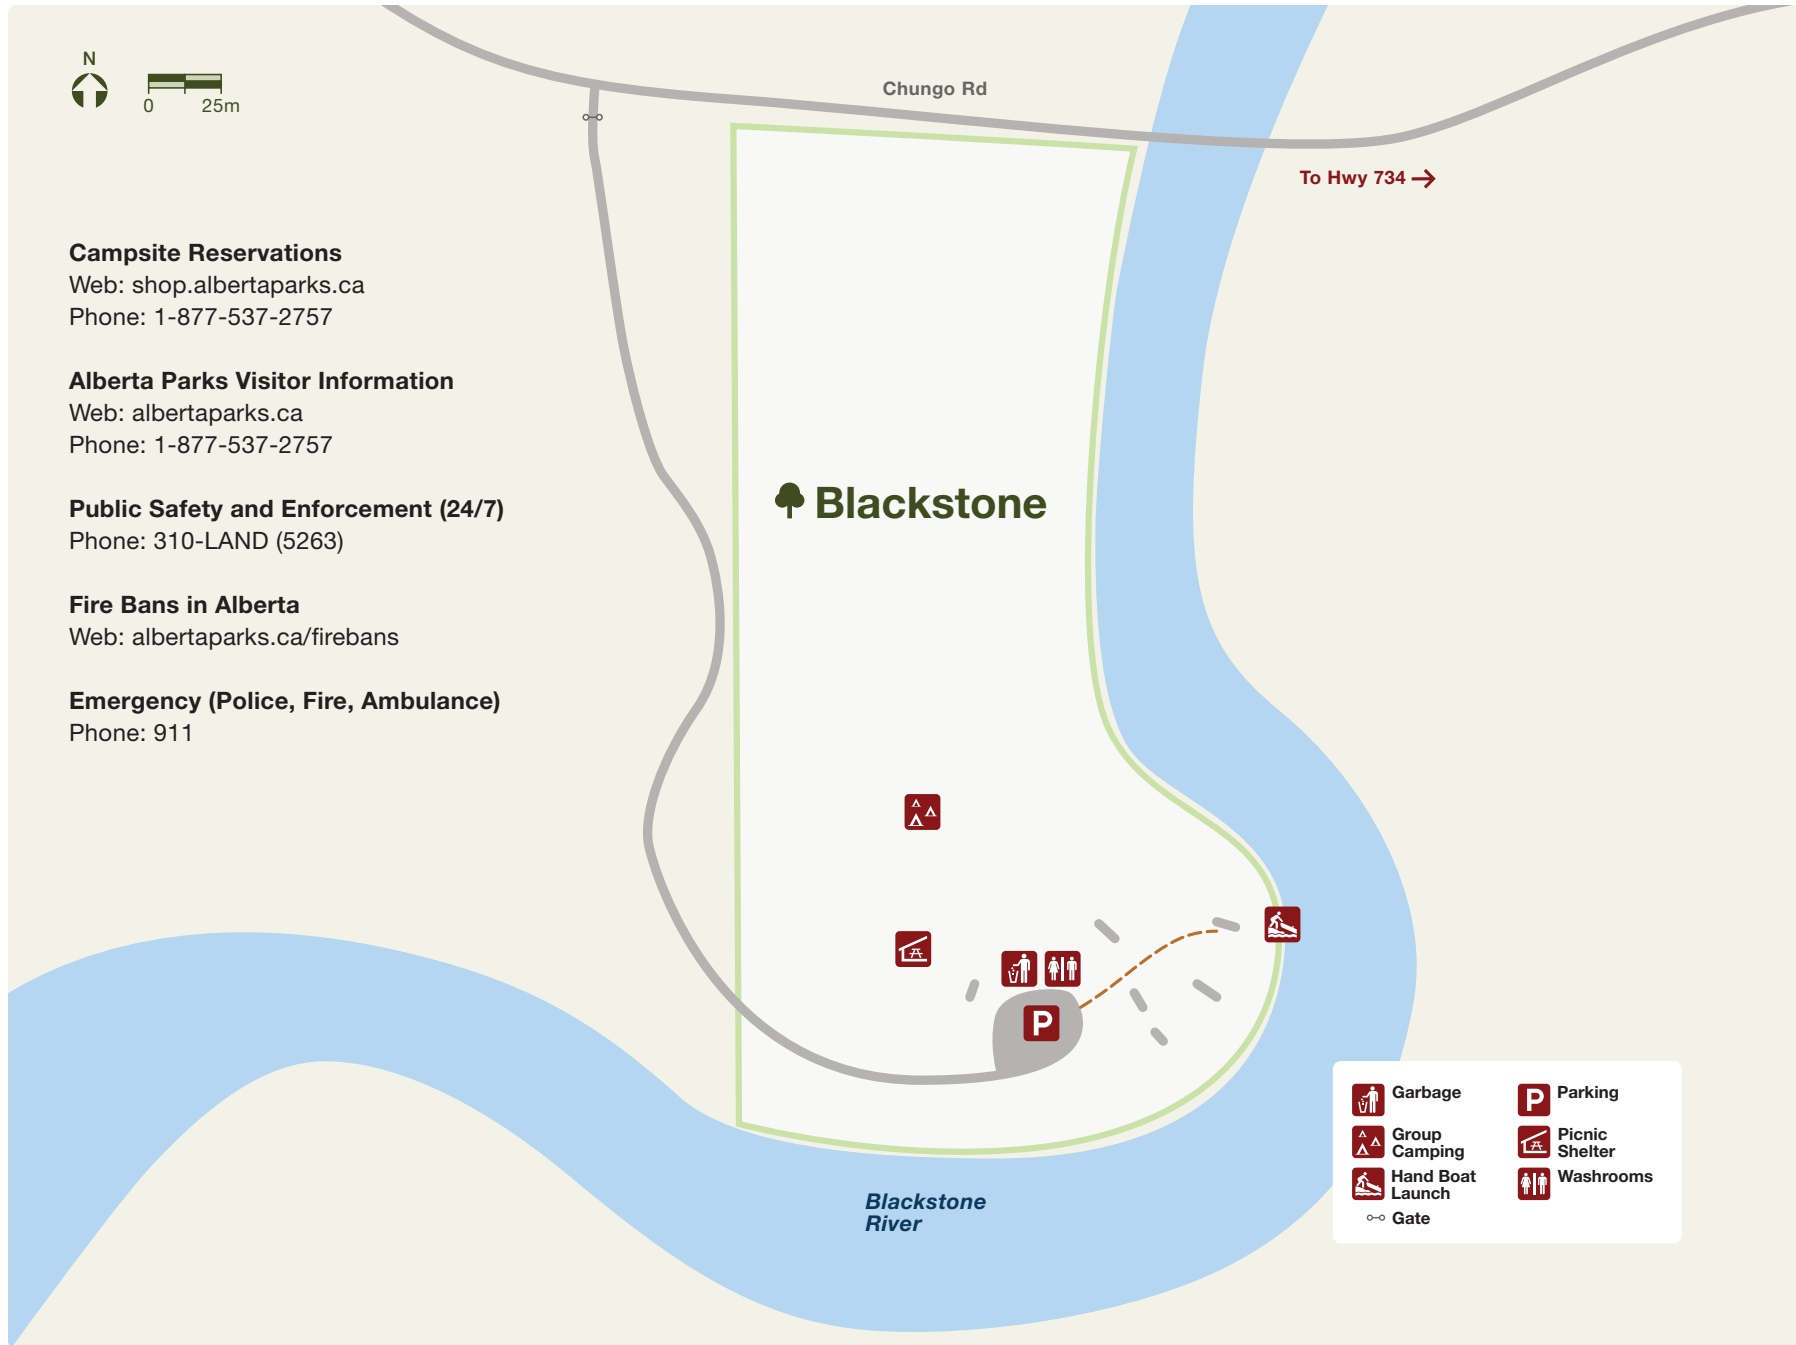 N
0 25m
Chungo Rd
To Hwy 734
Campsite Reservations
Web: shop.albertaparks.ca
Phone: 1-877-537-2757
Alberta Parks Visitor Information
Web: albertaparks.ca
Phone: 1-877-537-2757
Public Safety and Enforcement (24/7)
Phone: 310-LAND (5263)
Fire Bans in Alberta
Web: albertaparks.ca/firebans
Emergency (Police, Fire, Ambulance)
Phone: 911
Blackstone
P
Blackstone
River
Garbage
Group
Camping
Hand Boat
Launch
Gate
P
Parking
Picnic
Shelter
Washrooms